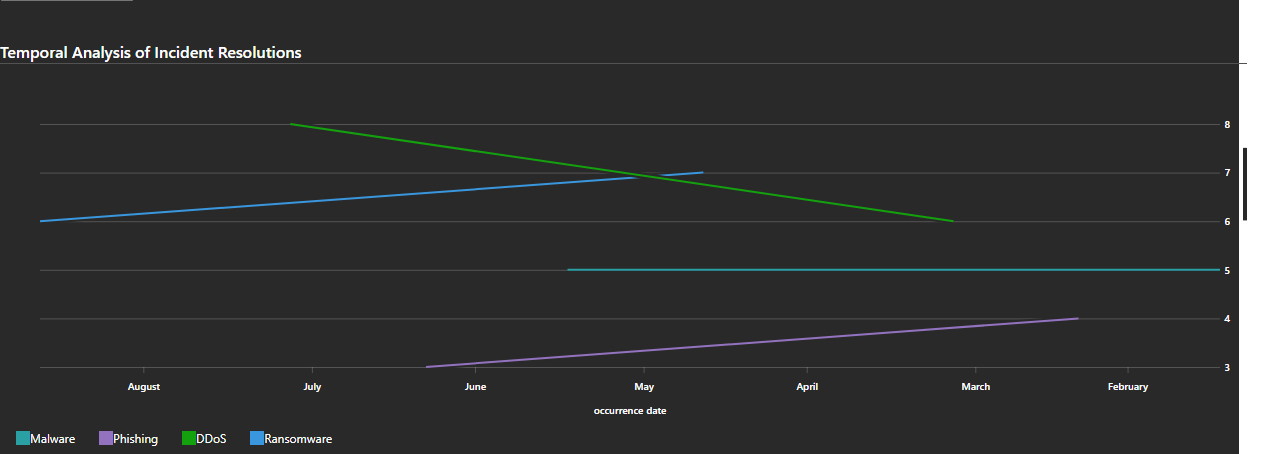 Temporal Analysis of Incident Resolutions
8
7
6
5
4
3
August July June May April March February
occurrence date
Malware Phishing DDoS Ransomware